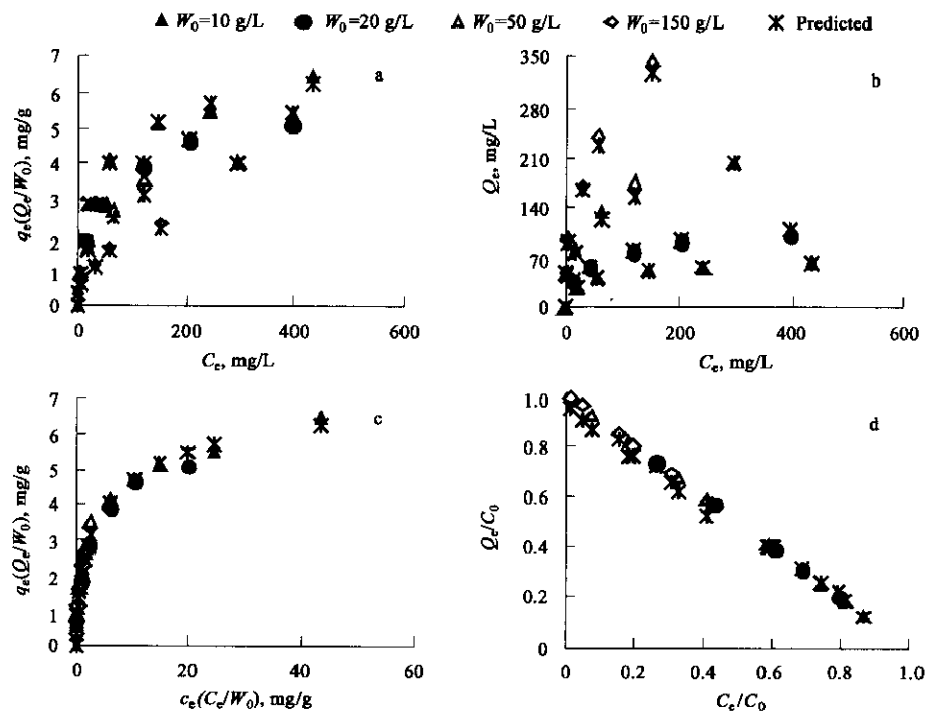 W₀=10 g/L W₀=20 g/L W₀=50 g/L W₀=150 g/L Predicted
a
qₑ(Qₑ/W₀), mg/g
7
6
5
4
3
2
1
0
0 200 400 600
Cₑ, mg/L
b
Qₑ, mg/L
350
280
210
140
70
0
0 200 400 600
Cₑ, mg/L
c
qₑ(Qₑ/W₀), mg/g
7
6
5
4
3
2
1
0
0 20 40 60
cₑ(Cₑ/W₀), mg/g
d
Qₑ/C₀
1.0
0.8
0.6
0.4
0.2
0
0 0.2 0.4 0.6 0.8 1.0
Cₑ/C₀